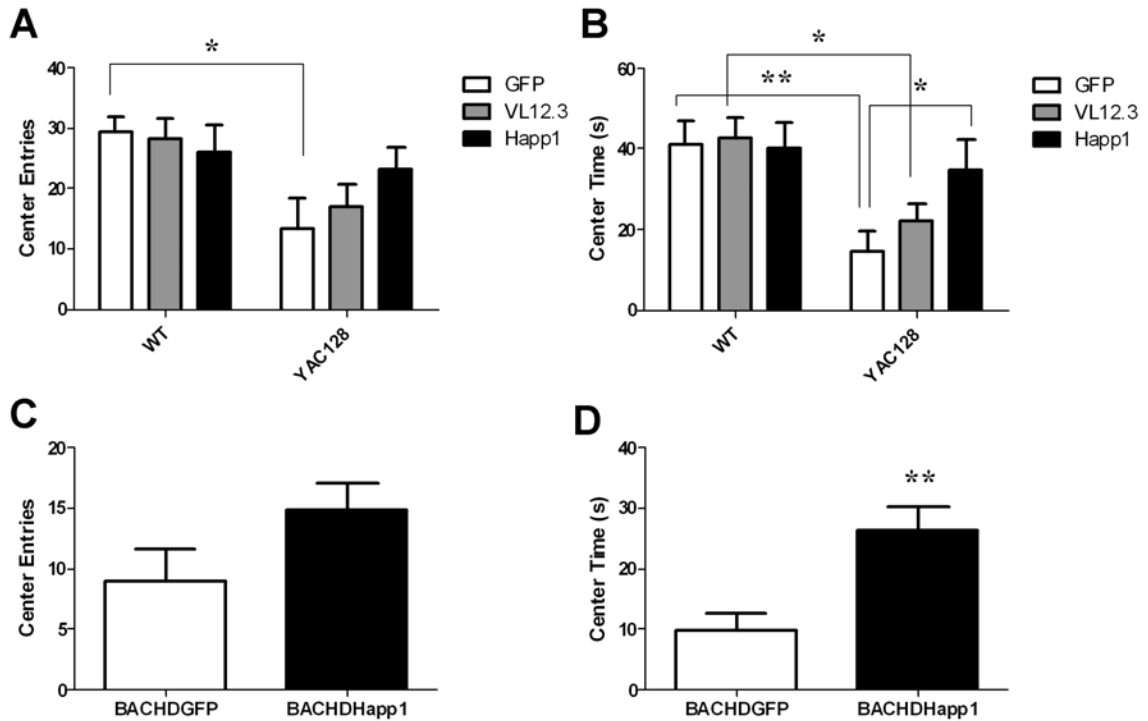 A
*
Center Entries
40
30
20
10
0
WT
YAC128
GFP
VL12.3
Happ1
B
*
**
*
Center Time (s)
60
40
20
0
WT
YAC128
GFP
VL12.3
Happ1
C
Center Entries
20
15
10
5
0
BACHDGFP
BACHDHapp1
D
**
Center Time (s)
40
30
20
10
0
BACHDGFP
BACHDHapp1